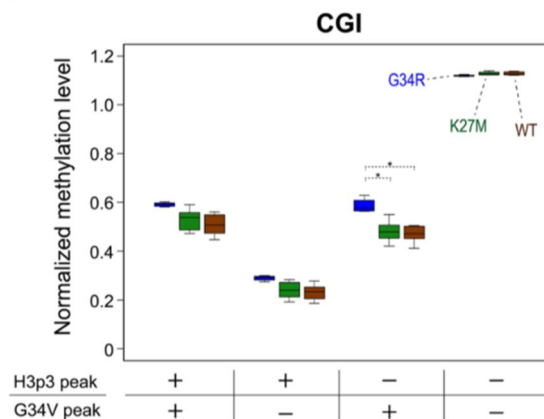 CGI
Normalized methylation level
1.2
1.0
0.8
0.6
0.4
0.2
0
G34R
K27M
WT
*
*
H3p3 peak + + − −
G34V peak + − + −